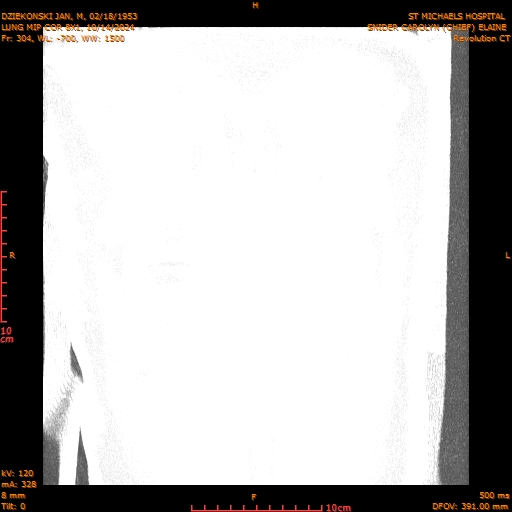 H
DZIEKONSKI JAN, M, 02/18/1953
ST MICHAELS HOSPITAL
LUNG MIP COR 8X1, 10/14/2024
SNIDER CAROLYN (CHIEF) ELAINE
Fr: 304, WL: -700, WW: 1500
Revolution CT
R
L
10
cm
kV: 120
mA: 328
8 mm
F
500 ms
Tilt: 0
10cm
DFOV: 391.00 mm